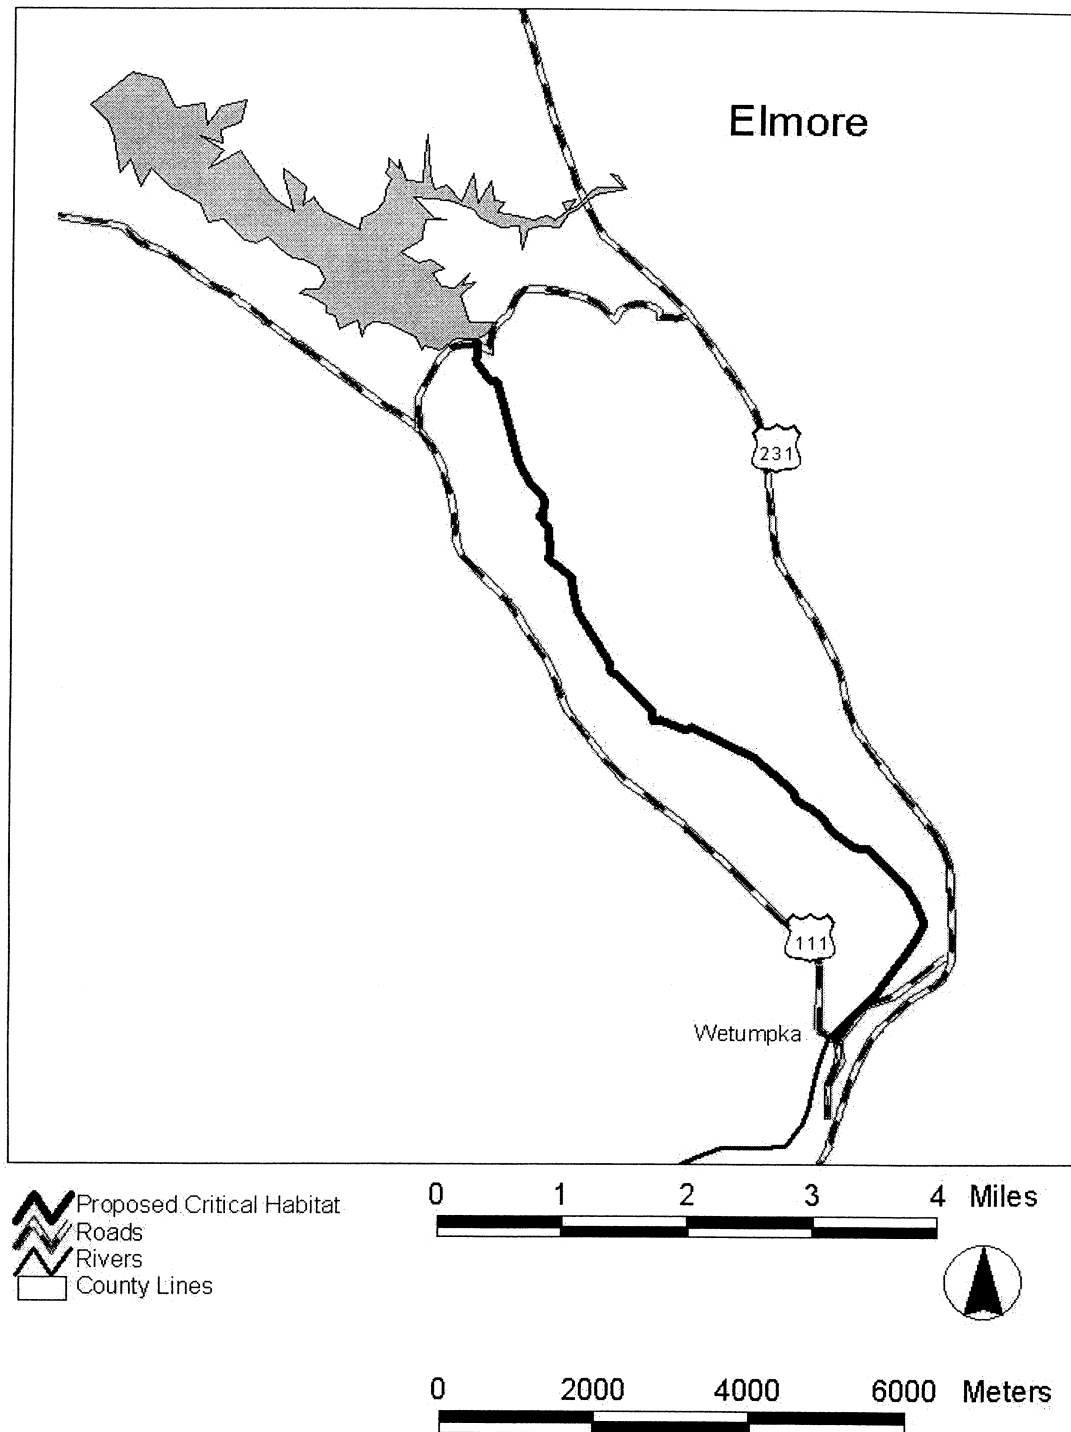 Elmore
231
111
Wetumpka
Proposed Critical Habitat
Roads
Rivers
County Lines
0 1 2 3 4 Miles
0 2000 4000 6000 Meters